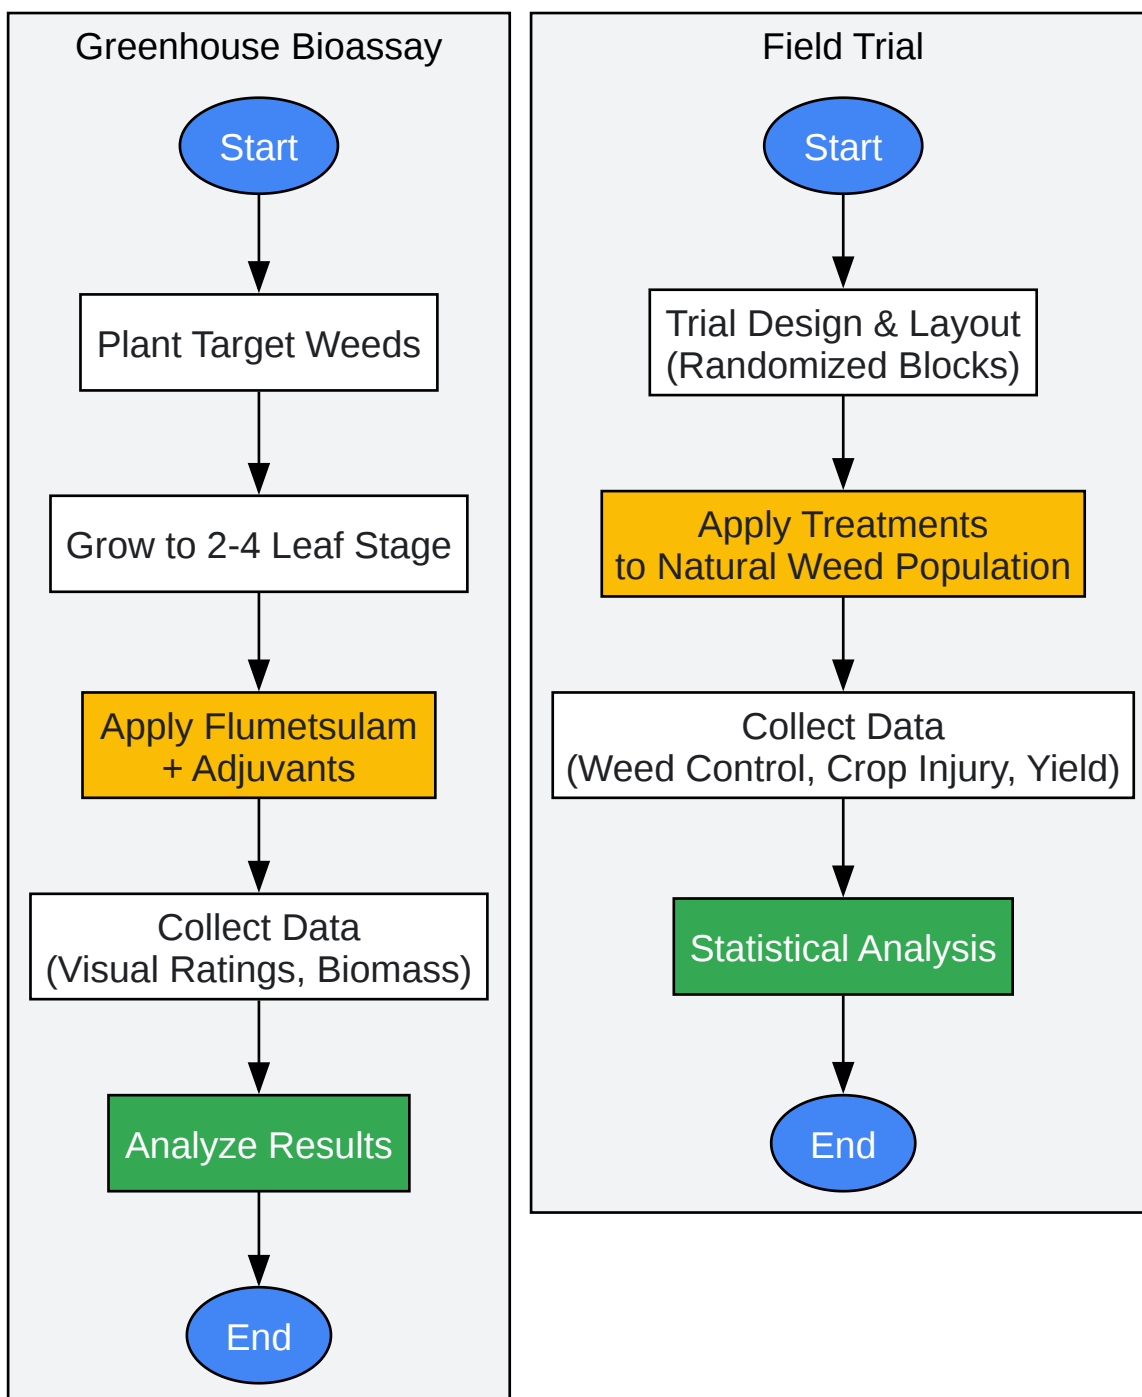 Greenhouse Bioassay
Start
Plant Target Weeds
Grow to 2-4 Leaf Stage
Apply Flumetsulam
+ Adjuvants
Collect Data
(Visual Ratings, Biomass)
Analyze Results
End
Field Trial
Start
Trial Design & Layout
(Randomized Blocks)
Apply Treatments
to Natural Weed Population
Collect Data
(Weed Control, Crop Injury, Yield)
Statistical Analysis
End